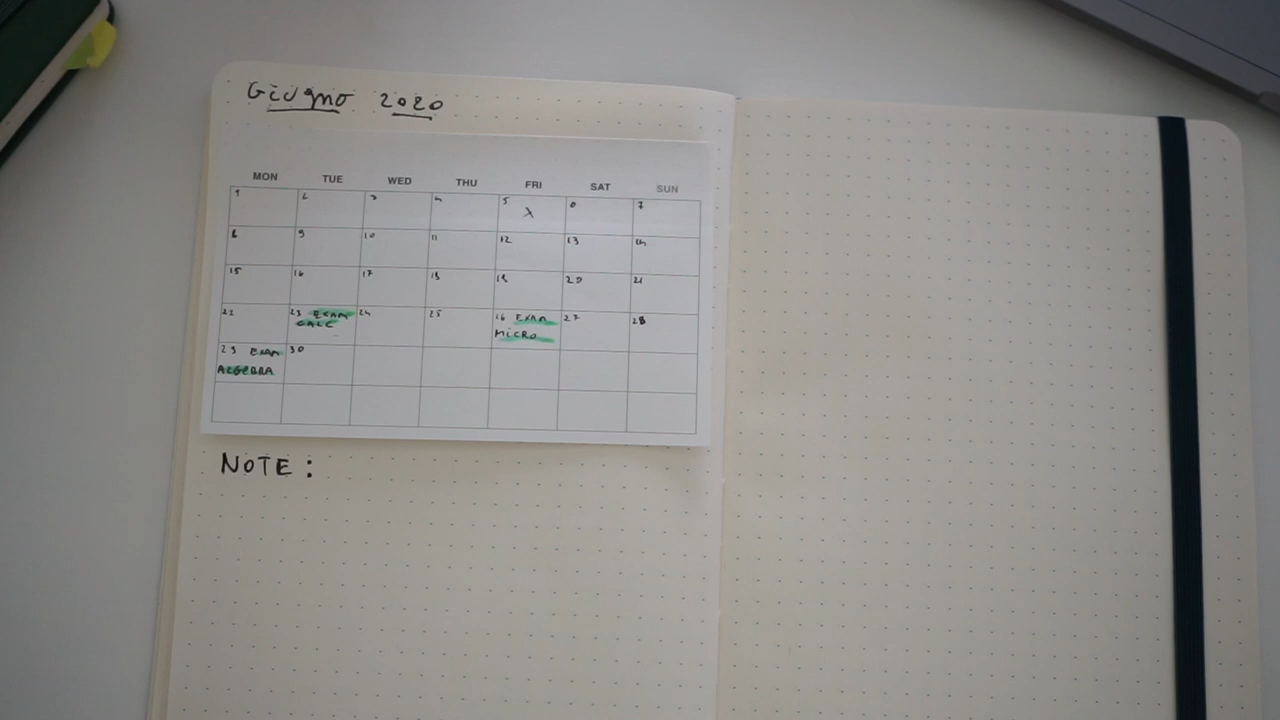 Giugno 2020
MON TUE WED THU FRI SAT SUN
1 2 3 4 5 X 6 7
8 9 10 11 12 13 14
15 16 17 18 19 20 21
22 23 EXAM 24 25 26 EXAM 27 28
CALC MICRO
29 EXAM 30
ALGEBRA
NOTE :